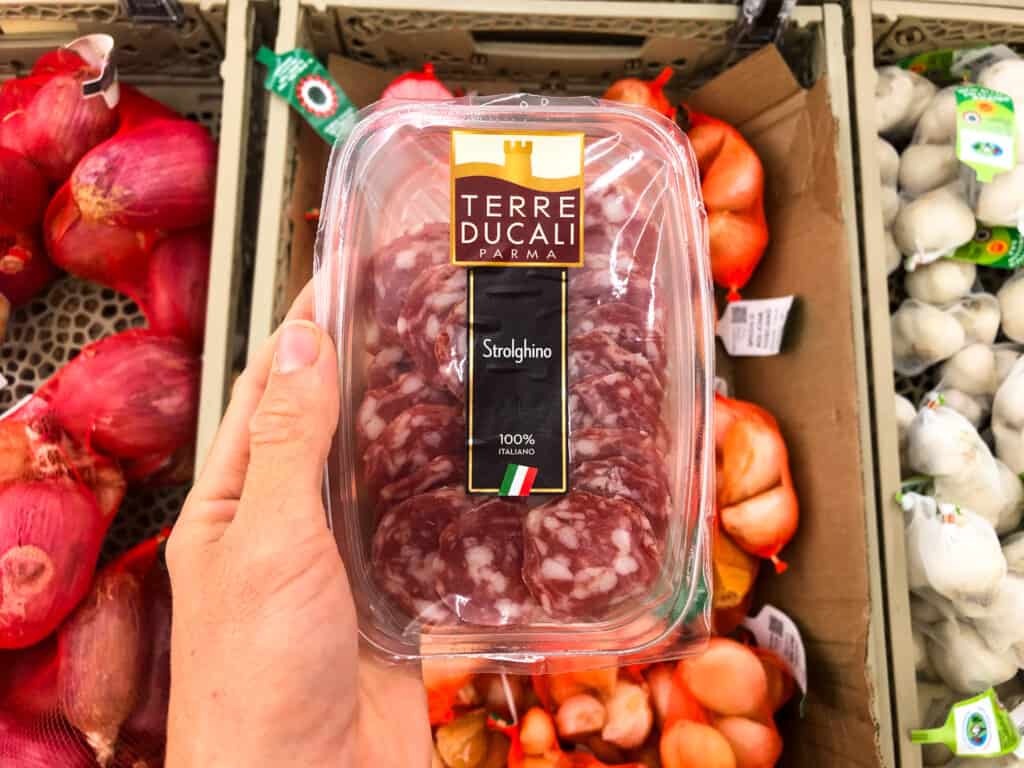 TERRE
DUCALI
PARMA
Strolghino
100%
ITALIANO